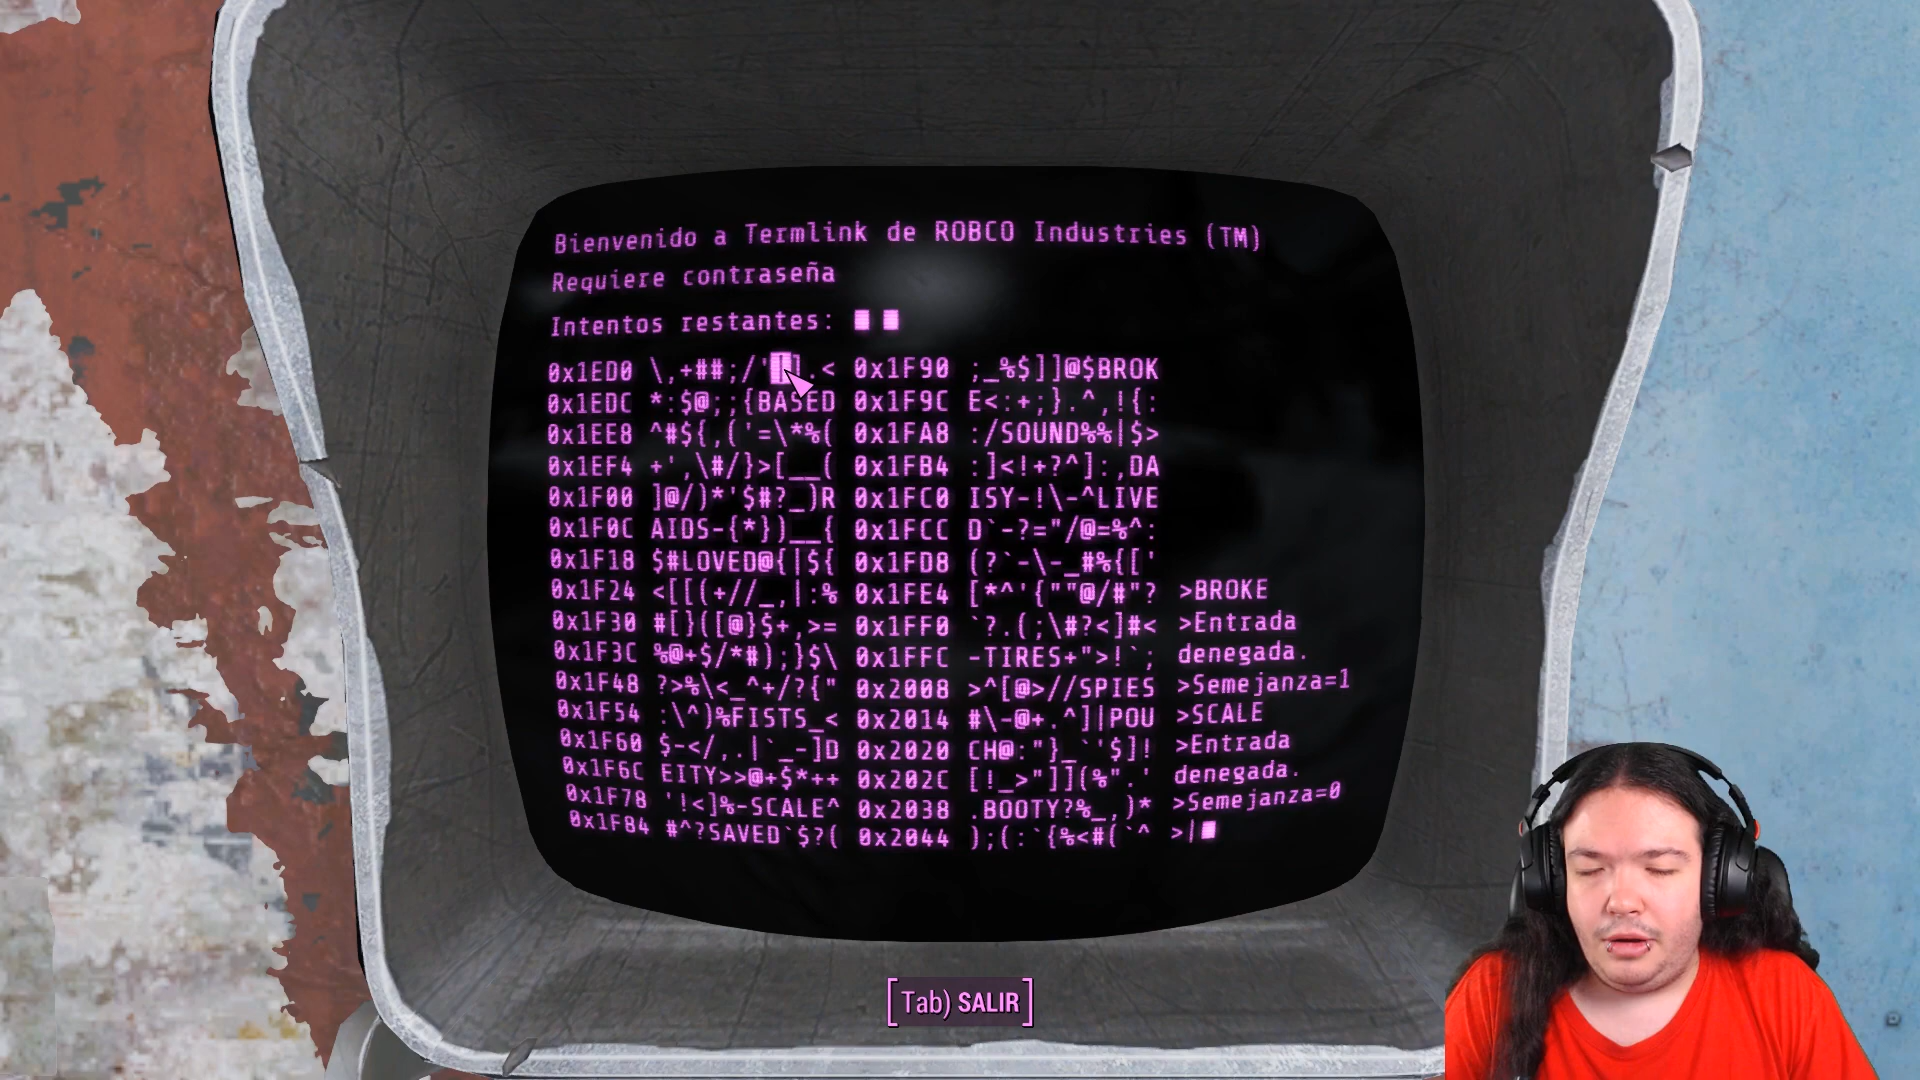 Bienvenido a Termlink de ROBCO Industries (TM)
Requiere contraseña
Intentos restantes:
0x1ED0 \,+##;/' ].< 0x1F90 ;_%$]]@$BROK
0x1EDC *:$@;;{BASED 0x1F9C E<:+;}.^,!{:
0x1EE8 ^#${,('=\*%( 0x1FA8 :/SOUND%%|$>
0x1EF4 +',\#/}>[__( 0x1FB4 :]<!+?^]:,DA
0x1F00 ]@/)*'$#?_)R 0x1FC0 ISY-!\-^LIVE
0x1F0C AIDS-{*})__{ 0x1FCC D`-?="/@=%^:
0x1F18 $#LOVED@{|${ 0x1FD8 (?`-\-_#%{['
0x1F24 <[[(+//_,|:% 0x1FE4 [*^'{""@/#"? >BROKE
0x1F30 #[}([@}$+,>= 0x1FF0 `?.(;\#?<]#< >Entrada
0x1F3C %@+$/*#);}$\ 0x1FFC -TIRES+">!`; denegada.
0x1F48 ?>%\<_^+/?{" 0x2008 >^[@>//SPIES >Semejanza=1
0x1F54 :\^)%FISTS_< 0x2014 #\-@+.^]|POU >SCALE
0x1F60 $-</,.|`_-]D 0x2020 CH@:"}_`'$]! >Entrada
0x1F6C EITY>>@+$*++ 0x202C [!_>"]](%".' denegada.
0x1F78 '!<]%-SCALE^ 0x2038 .BOOTY?%_,)* >Semejanza=0
0x1F84 #^?SAVED`$?( 0x2044 );(:`{%<#(`^ >|
[Tab) SALIR]